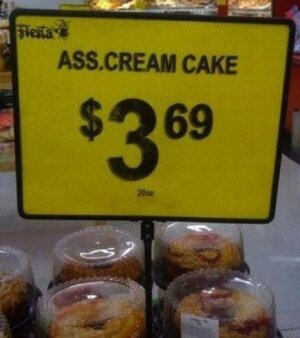 Fiesta
ASS.CREAM CAKE
$3 69
20oz